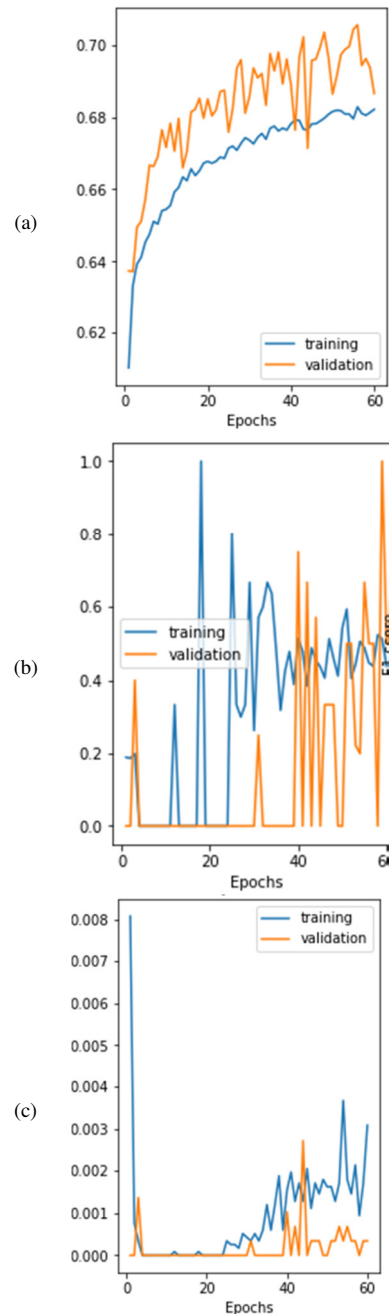 (a)
0.70
0.68
0.66
0.64
0.62
training
validation
0 20 40 60
Epochs
(b)
1.0
0.8
0.6
0.4
0.2
0.0
training
validation
0 20 40 60
Epochs
(c)
0.008
0.007
0.006
0.005
0.004
0.003
0.002
0.001
0.000
training
validation
0 20 40 60
Epochs